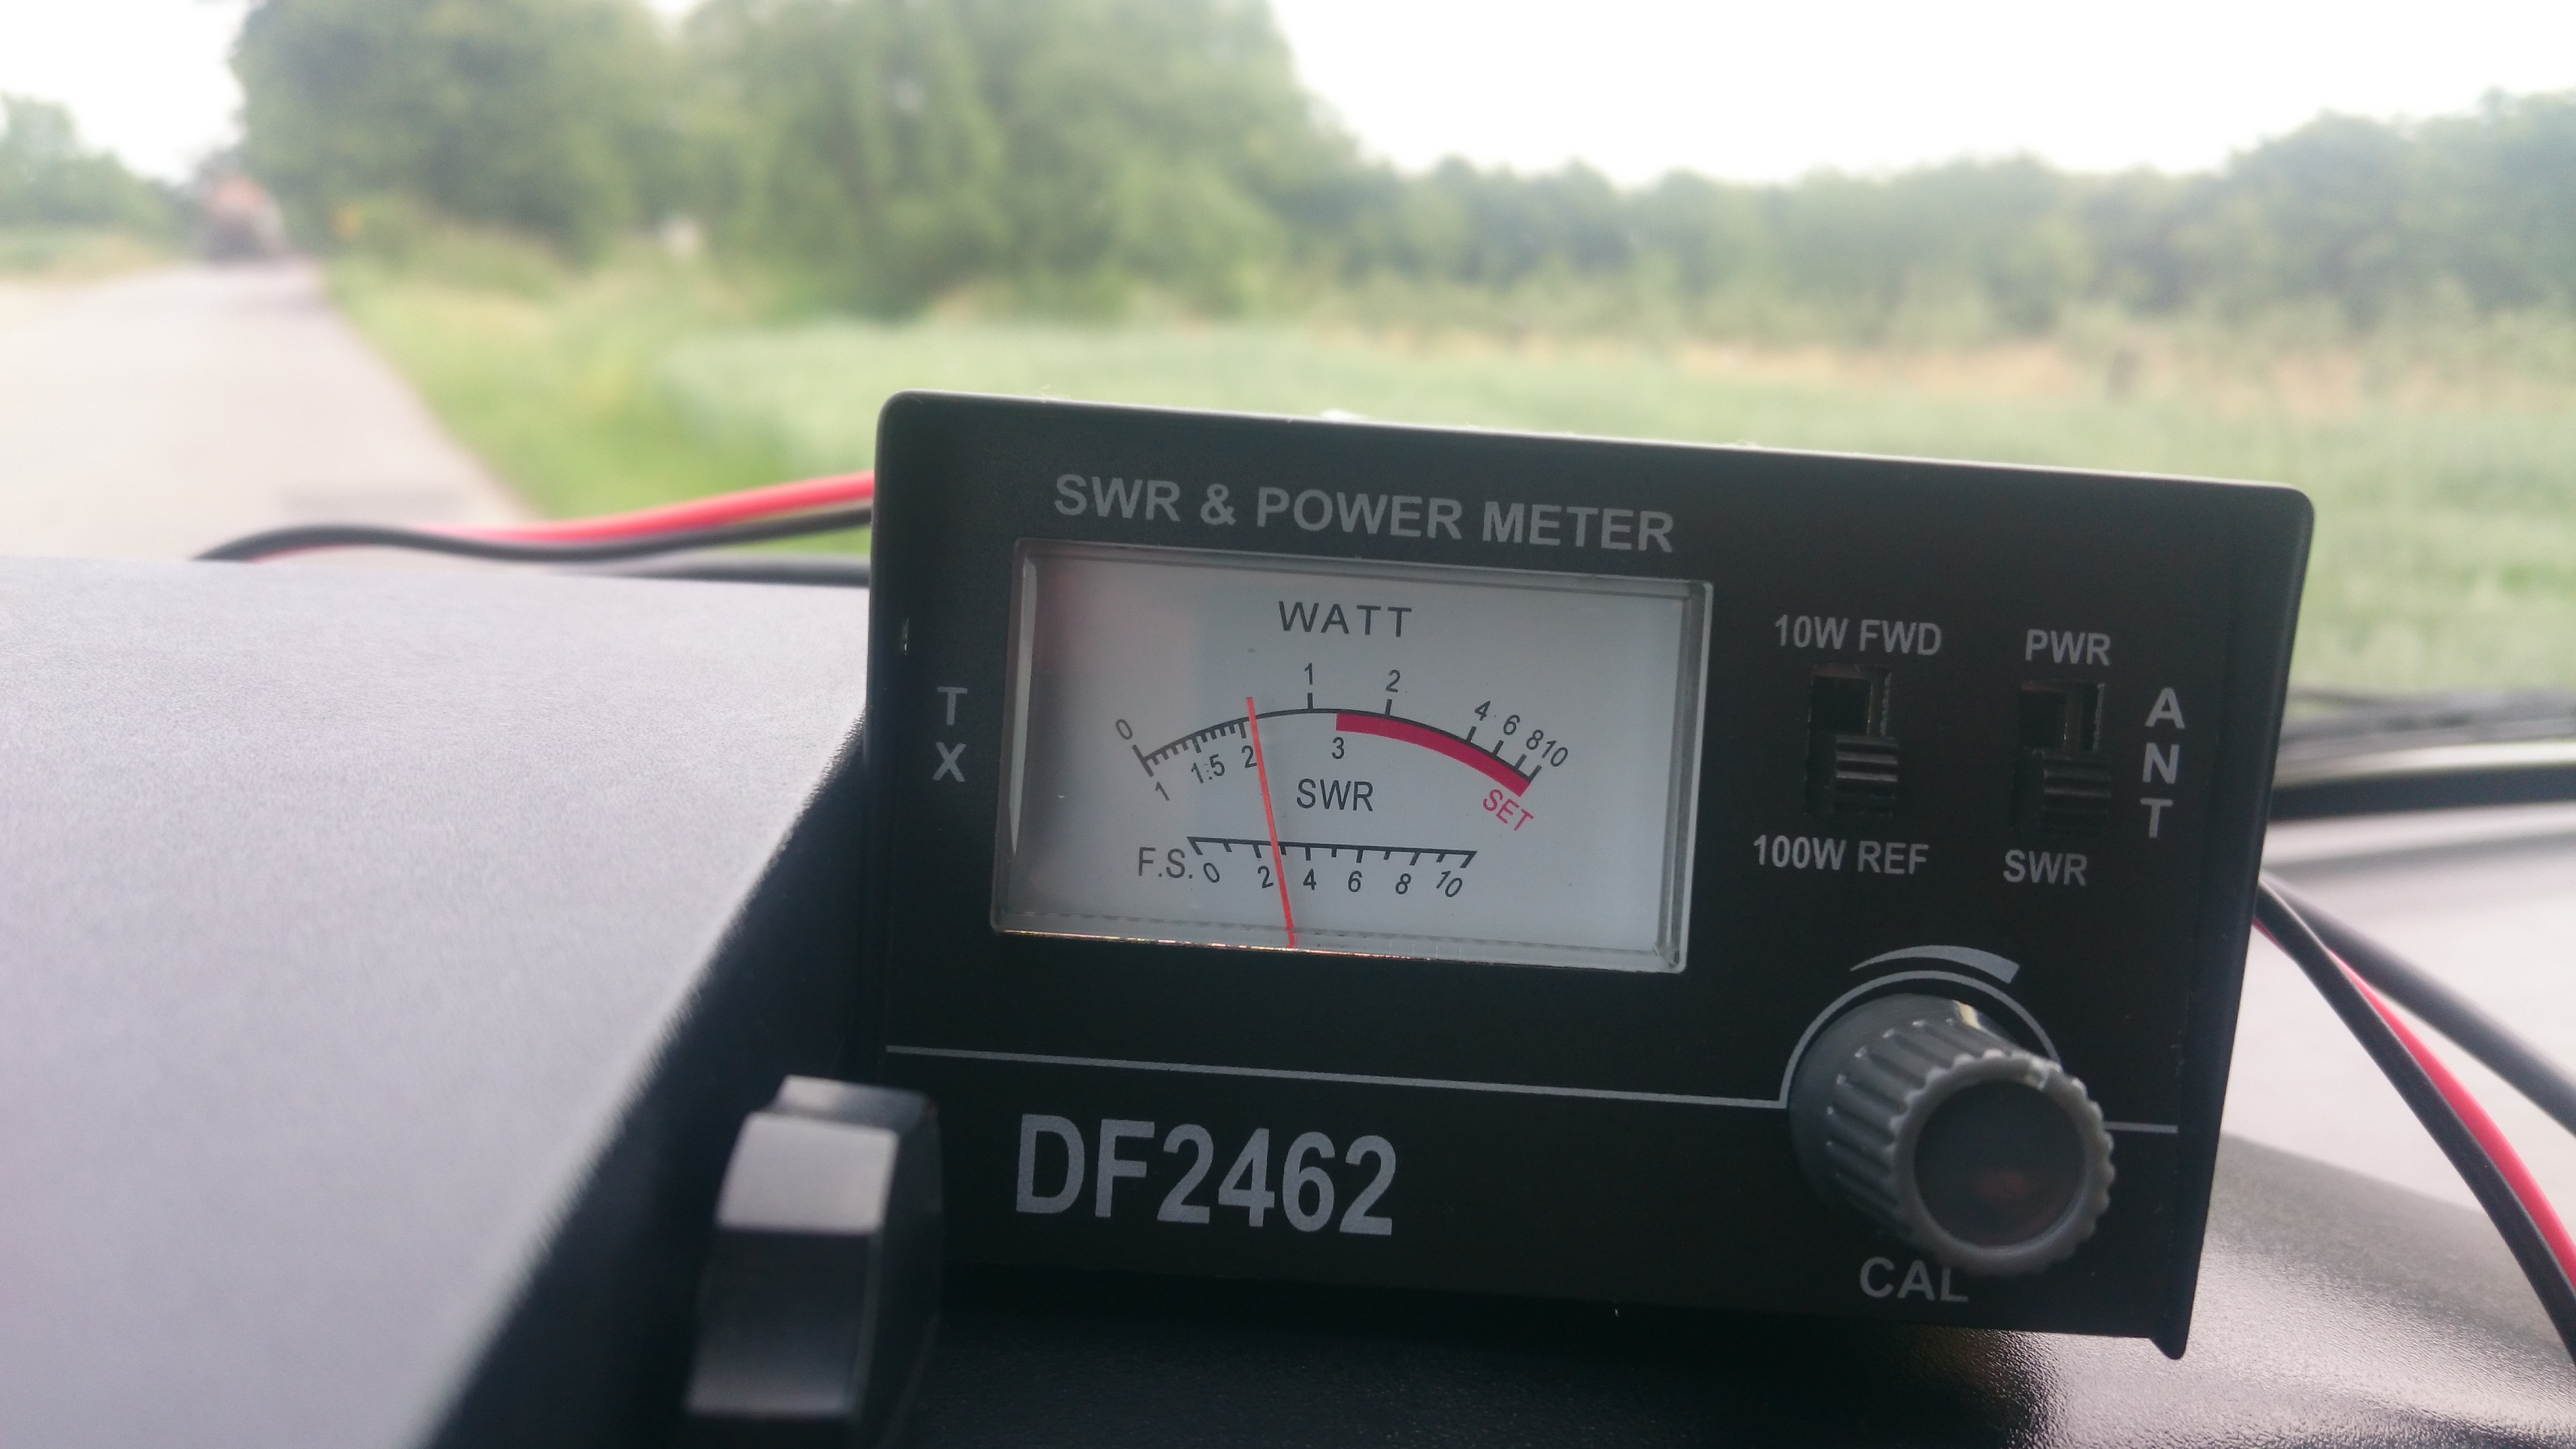 SWR & POWER METER
WATT
0 1 2 4 6 8 10
1 1:5 2 3
SWR
SET
F.S. 0 2 4 6 8 10
TX
10W FWD
100W REF
PWR
SWR
ANT
DF2462
CAL